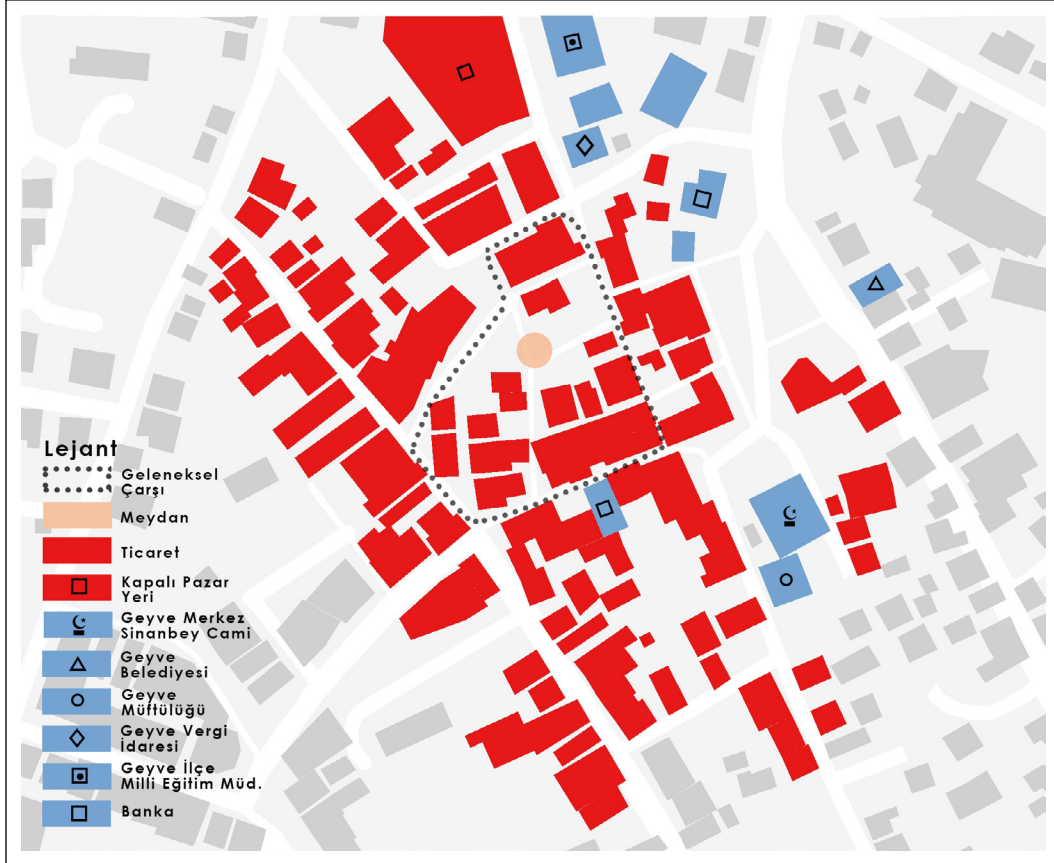 Lejant
Geleneksel
Çarşı
Meydan
Ticaret
Kapalı Pazar
Yeri
Geyve Merkez
Sinanbey Cami
Geyve
Belediyesi
Geyve
Müftülüğü
Geyve Vergi
İdaresi
Geyve İlçe
Milli Eğitim Müd.
Banka